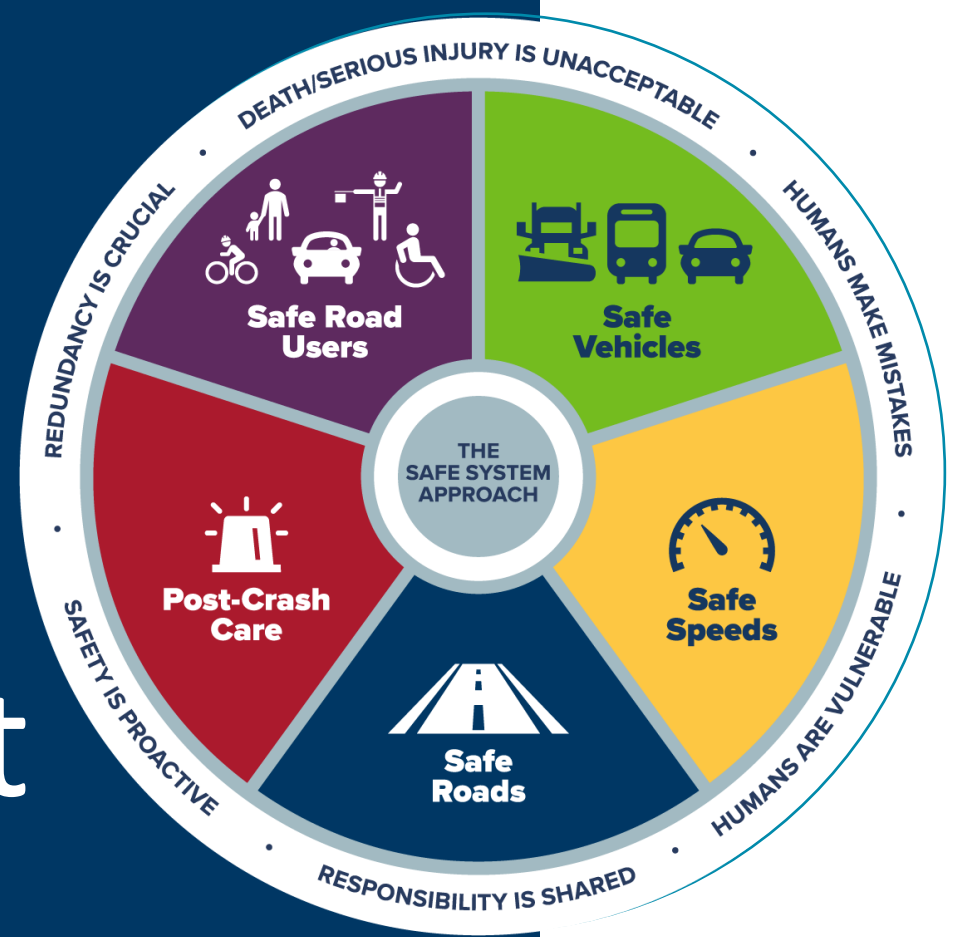 DEATH/SERIOUS INJURY IS UNACCEPTABLE
HUMANS MAKE MISTAKES
HUMANS ARE VULNERABLE
RESPONSIBILITY IS SHARED
SAFETY IS PROACTIVE
REDUNDANCY IS CRUCIAL
Safe Road
Users
Safe
Vehicles
THE
SAFE SYSTEM
APPROACH
Post-Crash
Care
Safe
Speeds
Safe
Roads
t